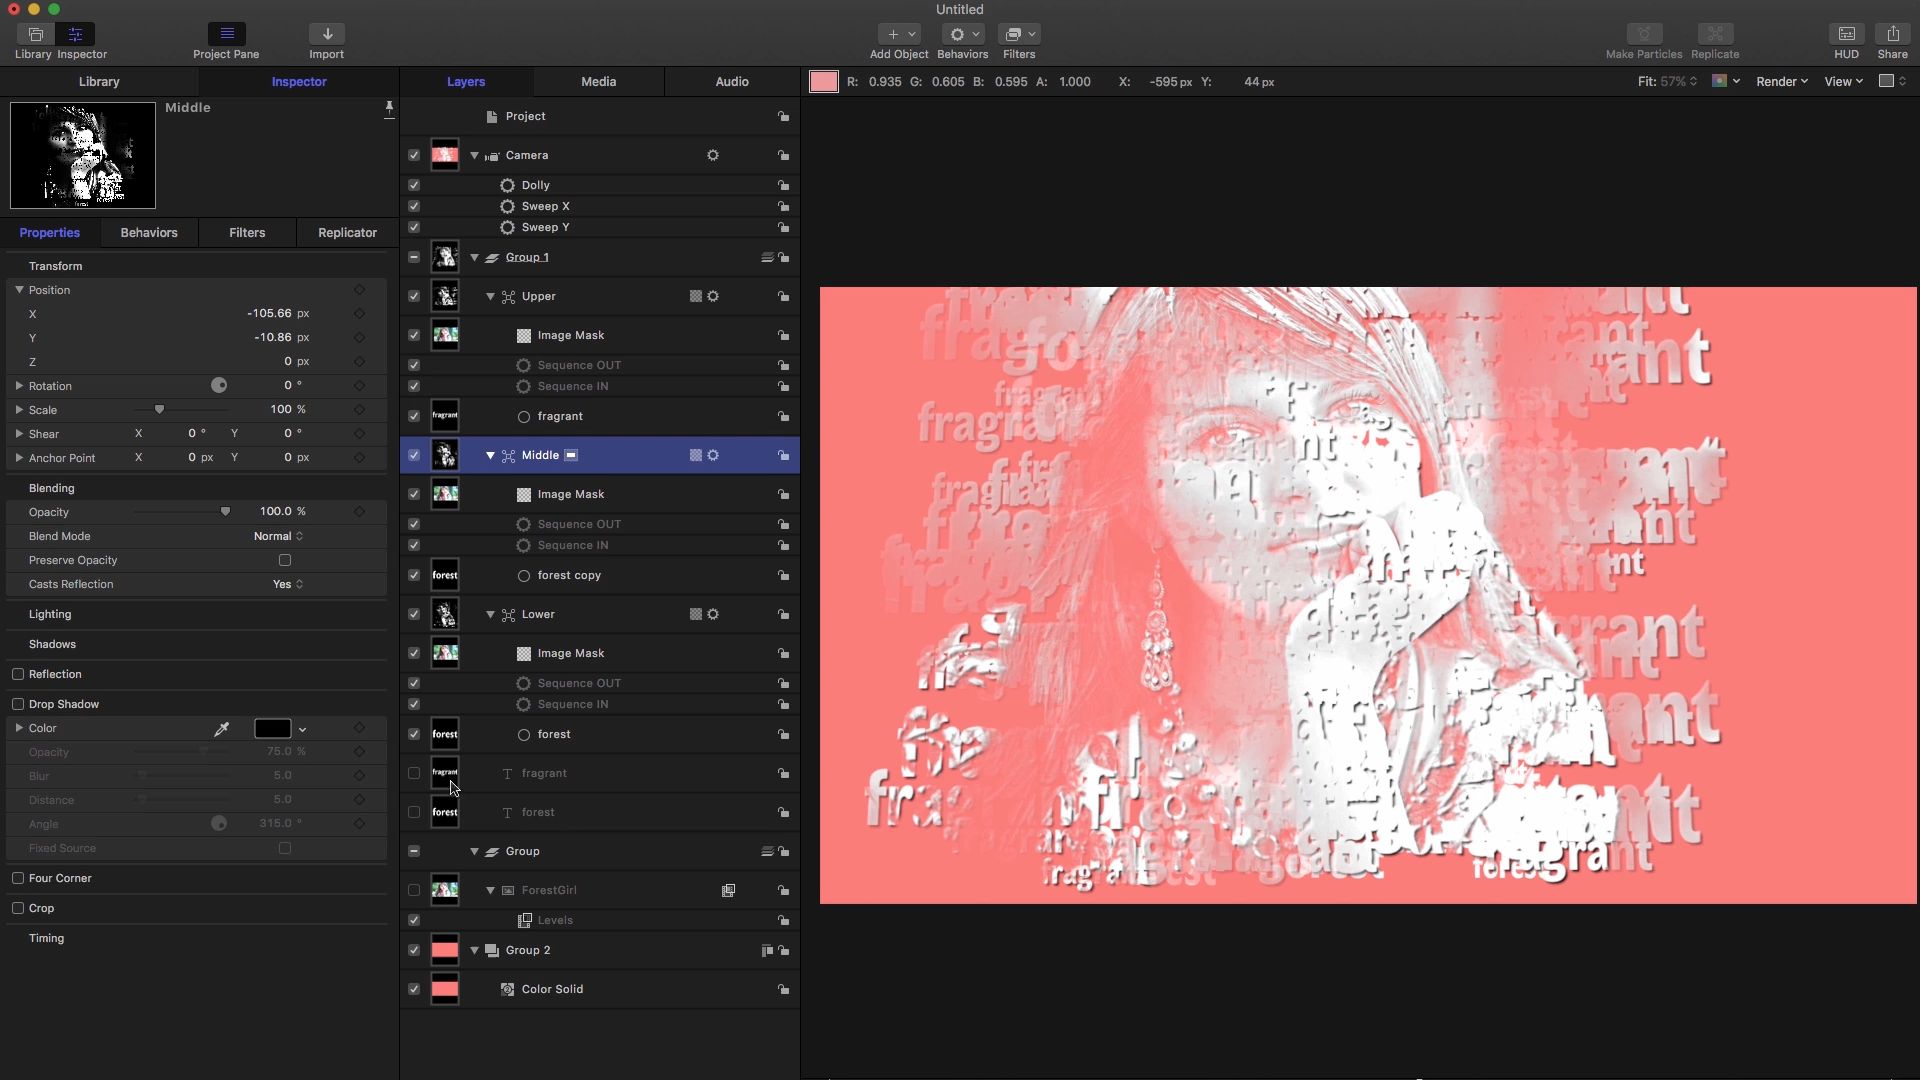 Untitled
Library Inspector
Project Pane
Import
Add Object
Behaviors
Filters
Make Particles
Replicate
HUD
Share
Library
Inspector
Layers
Media
Audio
R: 0.935 G: 0.605 B: 0.595 A: 1.000 X: -595 px Y: 44 px
Fit: 57%
Render
View
Middle
Properties
Behaviors
Filters
Replicator
Transform
Position
X -105.66 px
Y -10.86 px
Z 0 px
Rotation 0 °
Scale 100 %
Shear X 0 ° Y 0 °
Anchor Point X 0 px Y 0 px
Blending
Opacity 100.0 %
Blend Mode Normal
Preserve Opacity
Casts Reflection Yes
Lighting
Shadows
Reflection
Drop Shadow
Color
Opacity 75.0 %
Blur 5.0
Distance 5.0
Angle 315.0 °
Fixed Source
Four Corner
Crop
Timing
Project
Camera
Dolly
Sweep X
Sweep Y
Group 1
Upper
Image Mask
Sequence OUT
Sequence IN
fragrant fragrant
Middle
Image Mask
Sequence OUT
Sequence IN
forest forest copy
Lower
Image Mask
Sequence OUT
Sequence IN
forest forest
fragrant T fragrant
forest T forest
Group
ForestGirl
Levels
Group 2
Color Solid